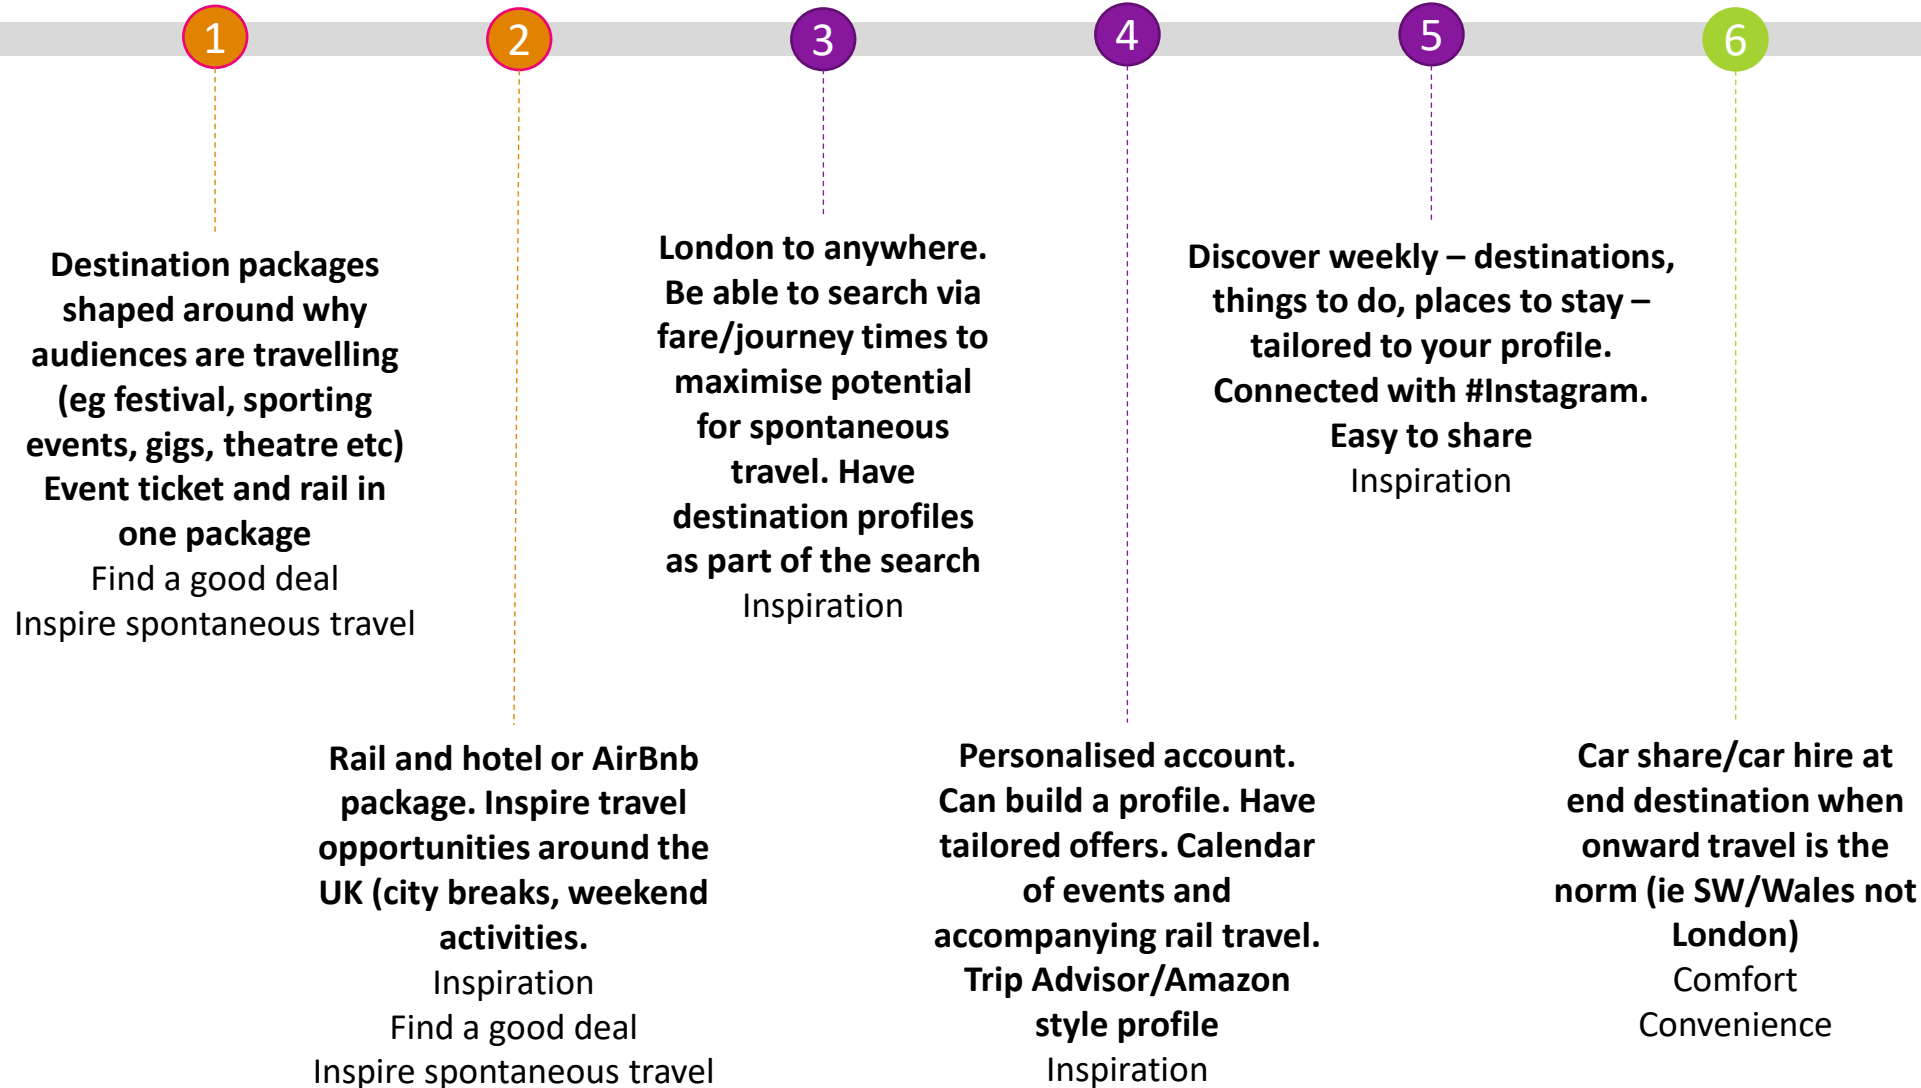 1
2
3
4
5
6
Destination packages
shaped around why
audiences are travelling
(eg festival, sporting
events, gigs, theatre etc)
Event ticket and rail in
one package
Find a good deal
Inspire spontaneous travel
Rail and hotel or AirBnb
package. Inspire travel
opportunities around the
UK (city breaks, weekend
activities.
Inspiration
Find a good deal
Inspire spontaneous travel
London to anywhere.
Be able to search via
fare/journey times to
maximise potential
for spontaneous
travel. Have
destination profiles
as part of the search
Inspiration
Personalised account.
Can build a profile. Have
tailored offers. Calendar
of events and
accompanying rail travel.
Trip Advisor/Amazon
style profile
Inspiration
Discover weekly – destinations,
things to do, places to stay –
tailored to your profile.
Connected with #Instagram.
Easy to share
Inspiration
Car share/car hire at
end destination when
onward travel is the
norm (ie SW/Wales not
London)
Comfort
Convenience